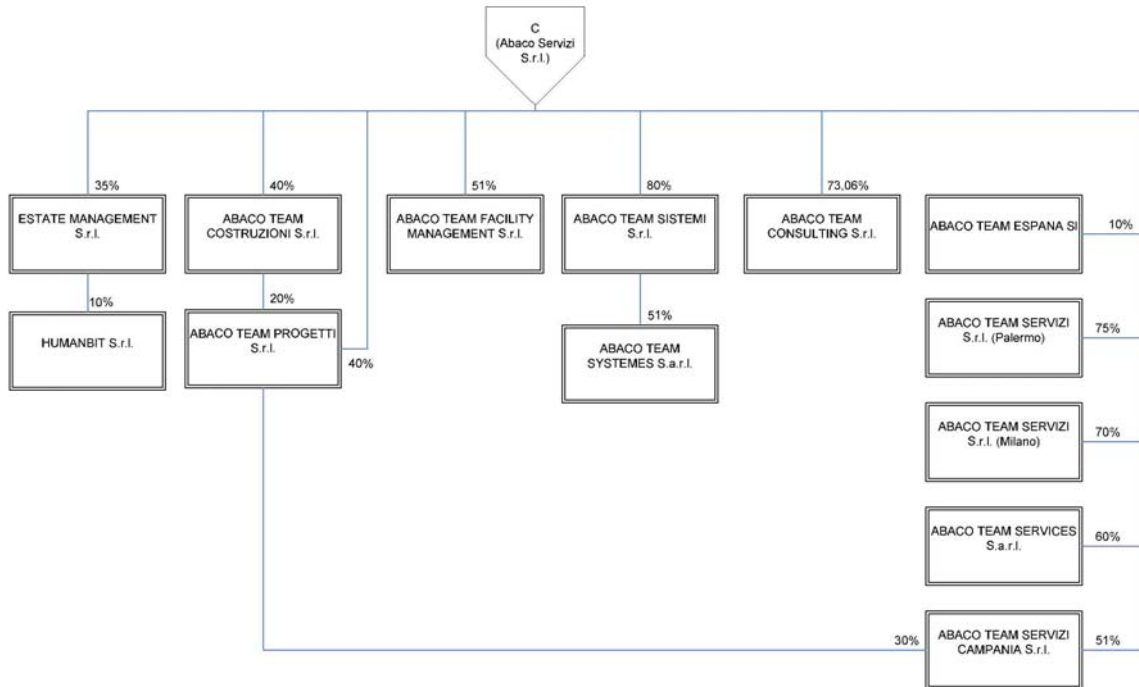 C
(Abaco Servizi
S.r.l.)
35%
40%
51%
80%
73,06%
ESTATE MANAGEMENT
S.r.l.
ABACO TEAM
COSTRUZIONI S.r.l.
ABACO TEAM FACILITY
MANAGEMENT S.r.l.
ABACO TEAM SISTEMI
S.r.l.
ABACO TEAM
CONSULTING S.r.l.
ABACO TEAM ESPANA Sl
10%
10%
20%
51%
HUMANBIT S.r.l.
ABACO TEAM PROGETTI
S.r.l.
40%
ABACO TEAM
SYSTEMES S.a.r.l.
ABACO TEAM SERVIZI
S.r.l. (Palermo)
75%
ABACO TEAM SERVIZI
S.r.l. (Milano)
70%
ABACO TEAM SERVICES
S.a.r.l.
60%
30%
ABACO TEAM SERVIZI
CAMPANIA S.r.l.
51%